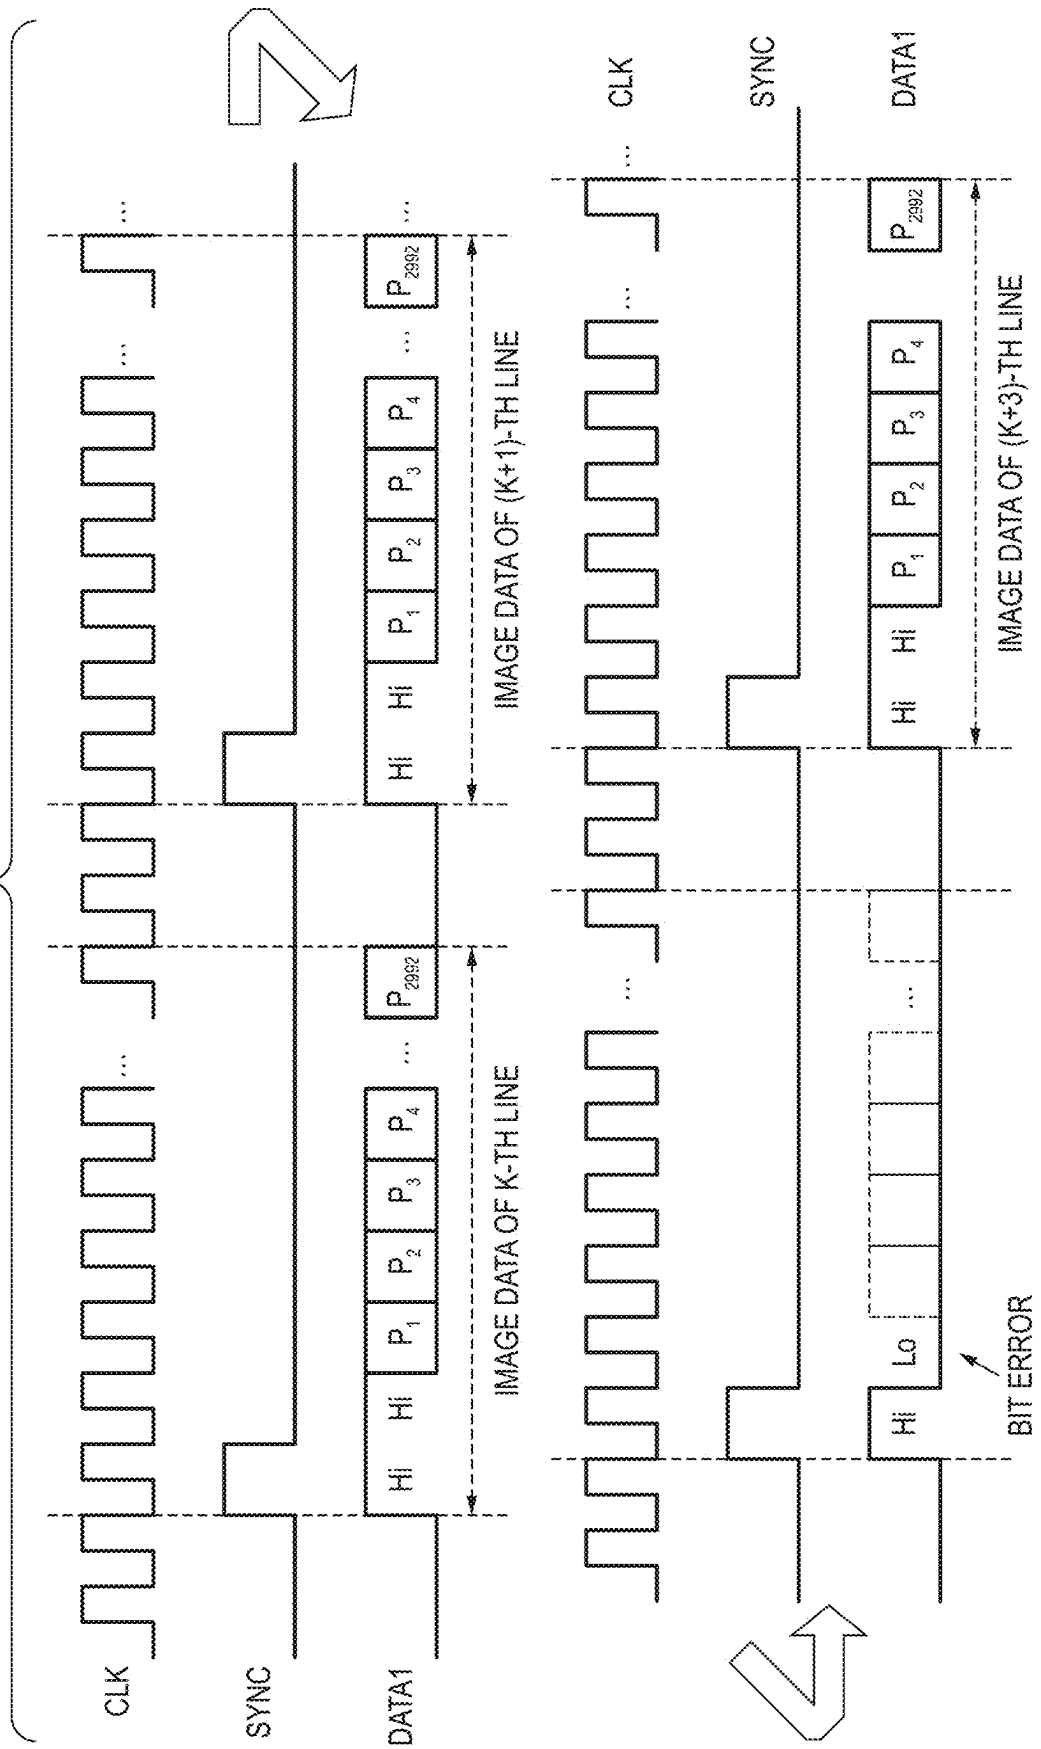 CLK
... ...
SYNC
DATA1
Hi Hi P1 P2 P3 P4 ... P2992 Hi Hi P1 P2 P3 P4 ... P2992 ...
IMAGE DATA OF K-TH LINE
IMAGE DATA OF (K+1)-TH LINE
... ... ...
CLK
SYNC
Hi Lo ... Hi Hi P1 P2 P3 P4 P2992
DATA1
BIT ERROR
IMAGE DATA OF (K+3)-TH LINE